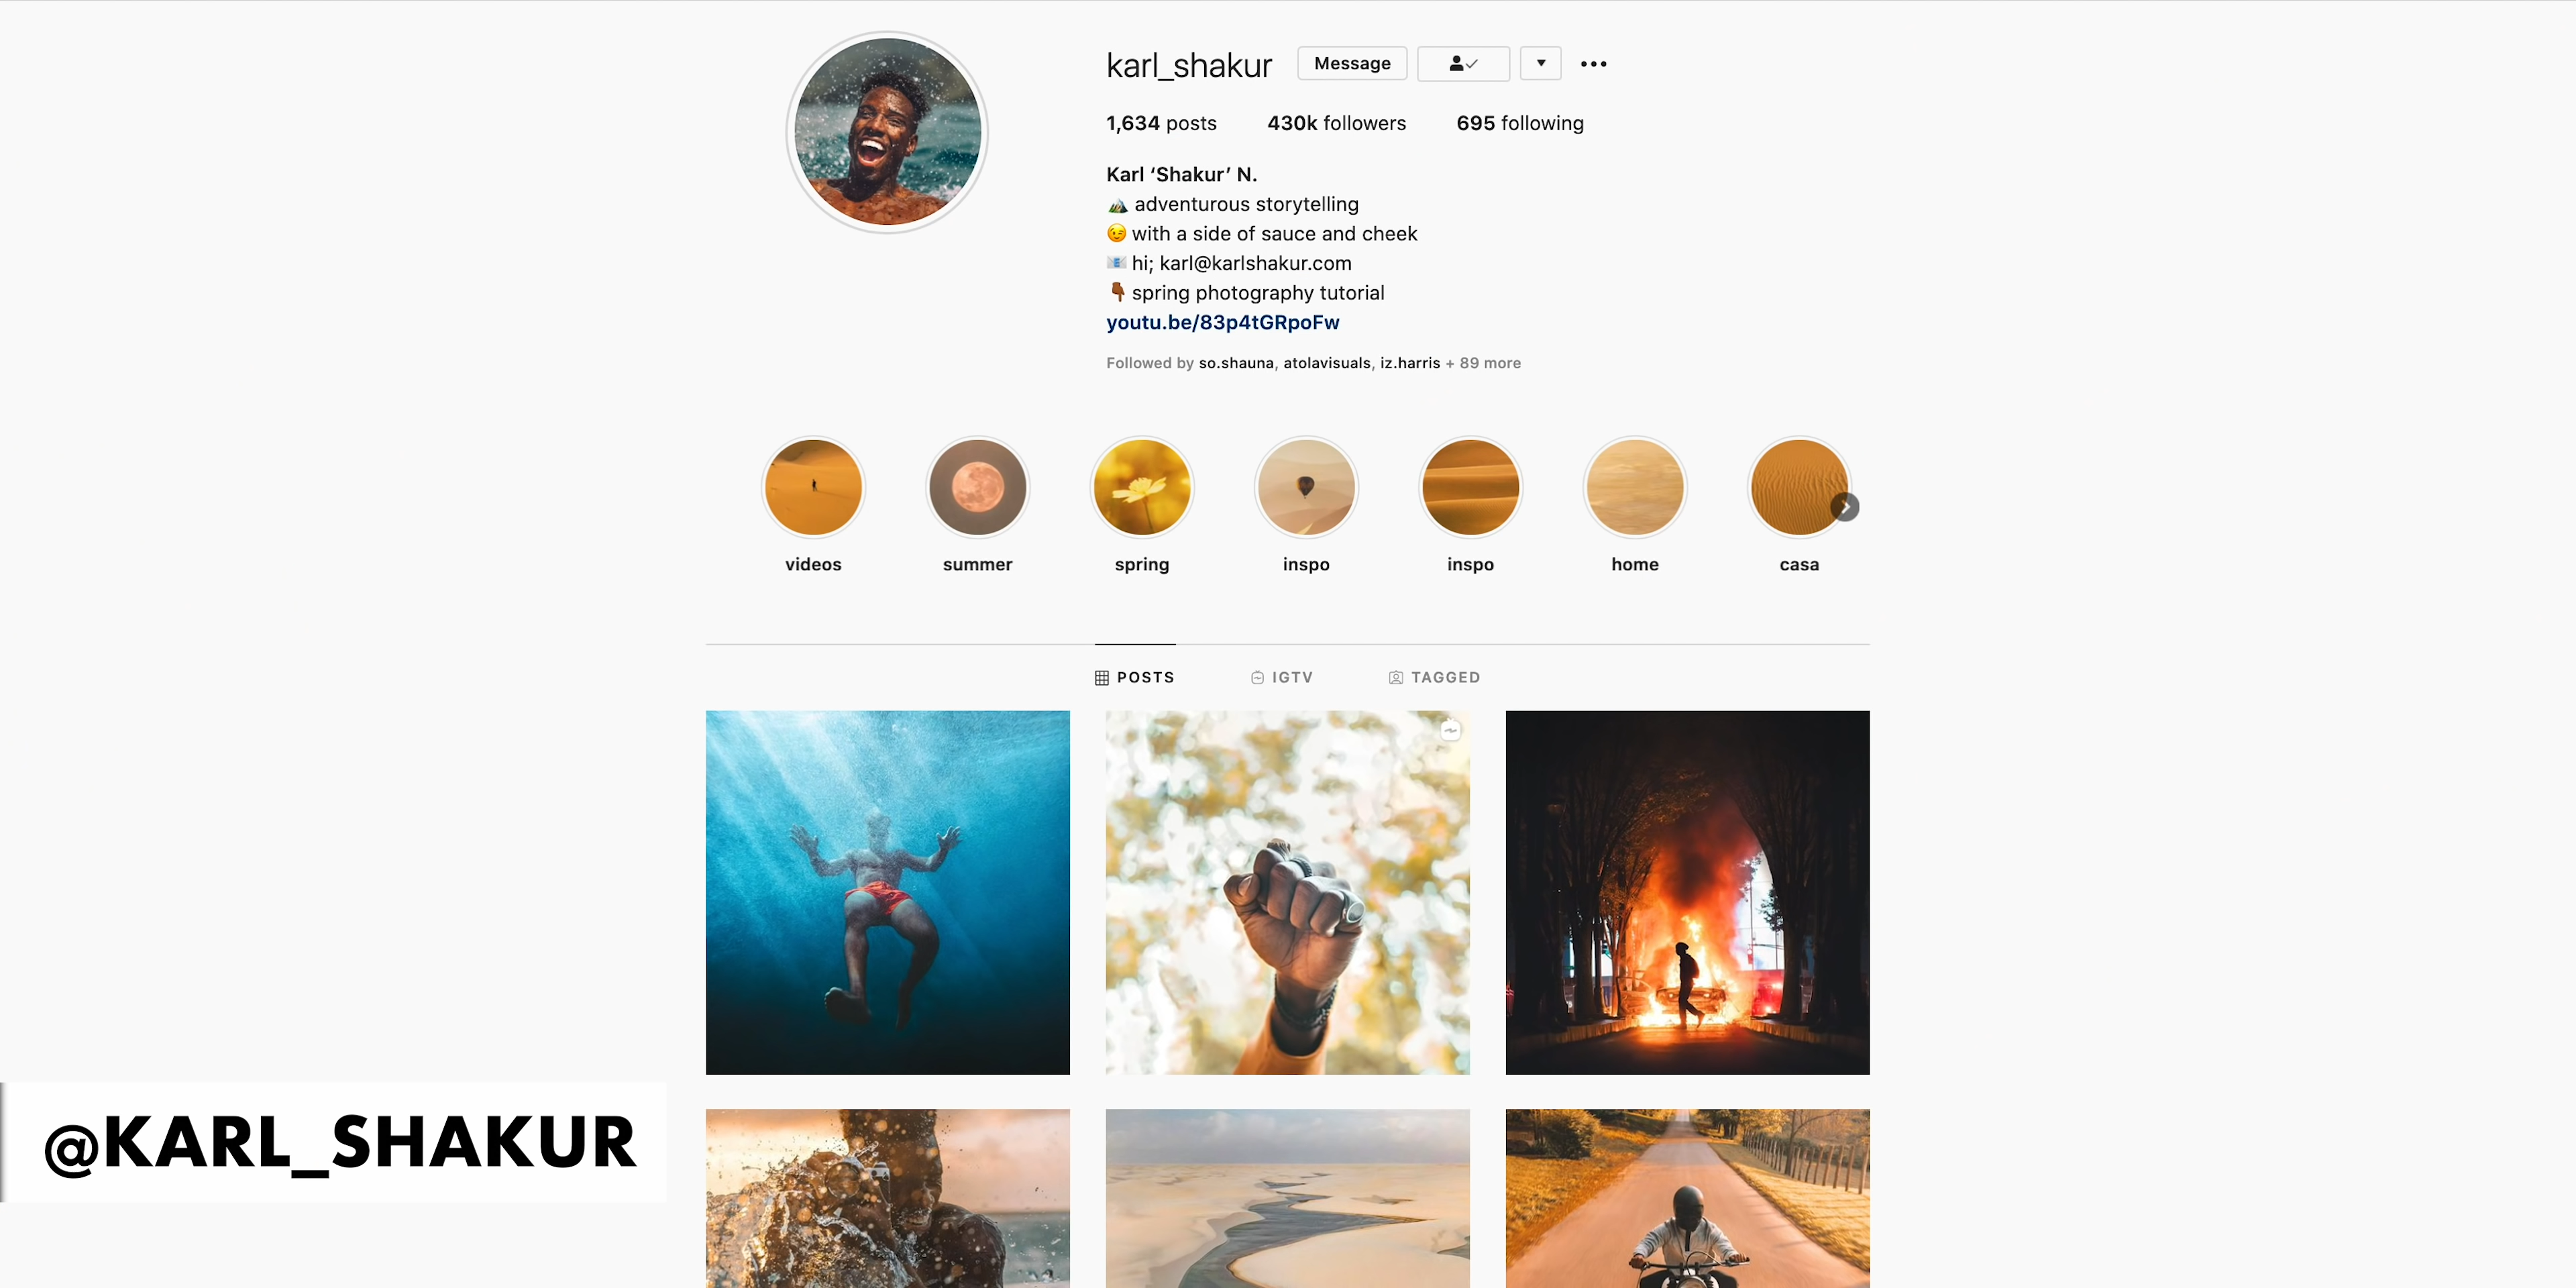 karl_shakur Message
1,634 posts 430k followers 695 following
Karl ‘Shakur’ N.
adventurous storytelling
with a side of sauce and cheek
hi; karl@karlshakur.com
spring photography tutorial
youtu.be/83p4tGRpoFw
Followed by so.shauna, atolavisuals, iz.harris + 89 more
videos summer spring inspo inspo home casa
POSTS IGTV TAGGED
@KARL_SHAKUR